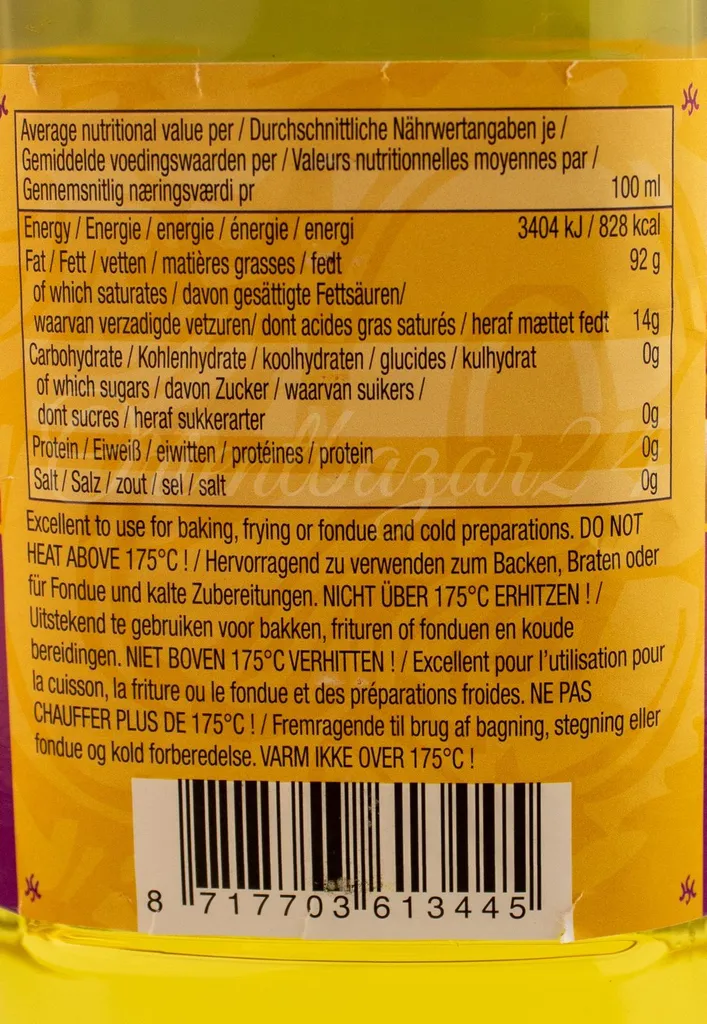 Average nutritional value per / Durchschnittliche Nährwertangaben je /
Gemiddelde voedingswaarden per / Valeurs nutritionnelles moyennes par /
Gennemsnitlig næringsværdi pr 100 ml
Energy / Energie / energie / énergie / energi 3404 kJ / 828 kcal
Fat / Fett / vetten / matières grasses / fedt 92 g
of which saturates / davon gesättigte Fettsäuren/
waarvan verzadigde vetzuren/ dont acides gras saturés / heraf mættet fedt 14g
Carbohydrate / Kohlenhydrate / koolhydraten / glucides / kulhydrat 0g
of which sugars / davon Zucker / waarvan suikers /
dont sucres / heraf sukkerarter 0g
Protein / Eiweiß / eiwitten / protéines / protein 0g
Salt / Salz / zout / sel / salt 0g
Excellent to use for baking, frying or fondue and cold preparations. DO NOT
HEAT ABOVE 175°C ! / Hervorragend zu verwenden zum Backen, Braten oder
für Fondue und kalte Zubereitungen. NICHT ÜBER 175°C ERHITZEN ! /
Uitstekend te gebruiken voor bakken, frituren of fonduen en koude
bereidingen. NIET BOVEN 175°C VERHITTEN ! / Excellent pour l'utilisation pour
la cuisson, la friture ou le fondue et des préparations froides. NE PAS
CHAUFFER PLUS DE 175°C ! / Fremragende til brug af bagning, stegning eller
fondue og kold forberedelse. VARM IKKE OVER 175°C !
8 717703 613445